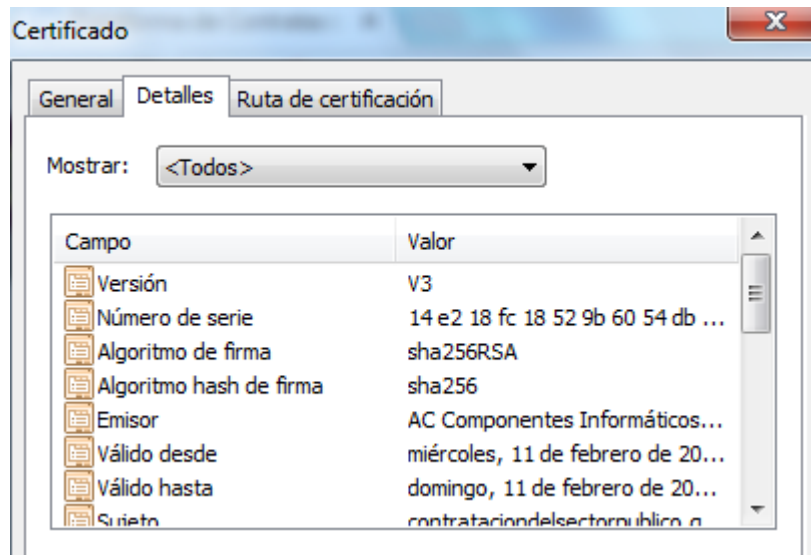 Certificado
General Detalles Ruta de certificación
Mostrar: <Todos>
Campo Valor
Versión V3
Número de serie 14 e2 18 fc 18 52 9b 60 54 db ...
Algoritmo de firma sha256RSA
Algoritmo hash de firma sha256
Emisor AC Componentes Informáticos...
Válido desde miércoles, 11 de febrero de 20...
Válido hasta domingo, 11 de febrero de 20...
Sujeto contrataciondelsectorpublico.g